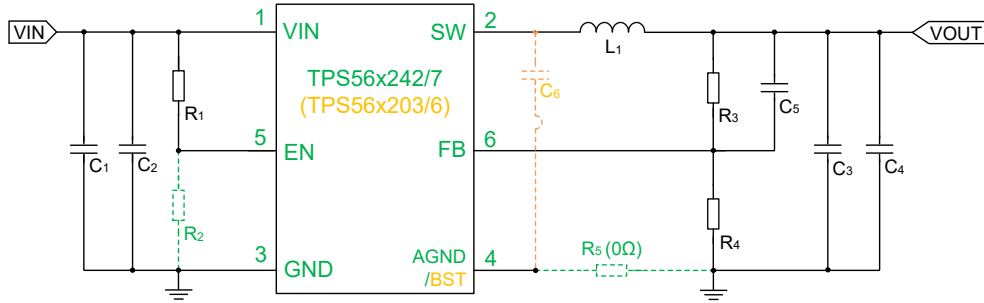 VIN
1
VIN
SW
2
L1
VOUT
TPS56x242/7
(TPS56x203/6)
C6
R1
R3
C5
5
EN
FB
6
C1
C2
C3
C4
R2
R4
3
GND
AGND
/BST
4
R5 (0Ω)